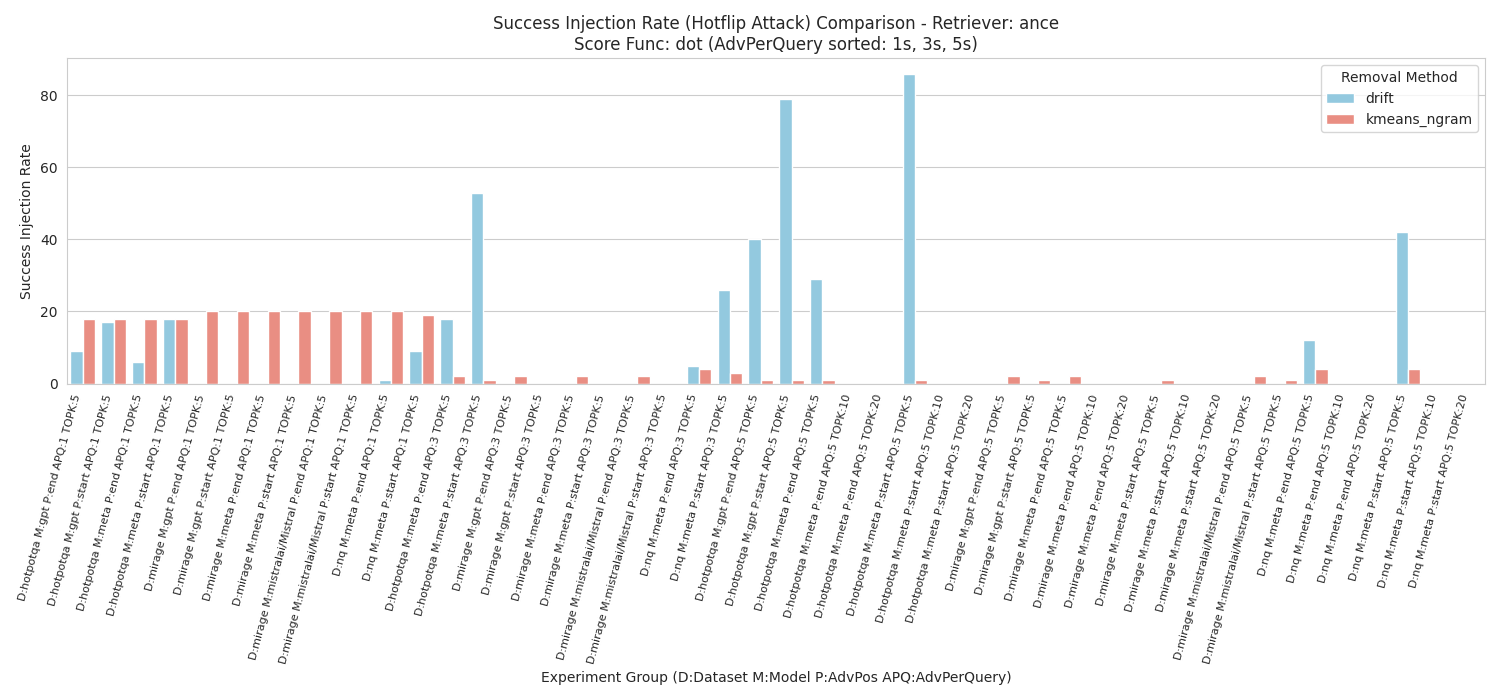 Success Injection Rate (Hotflip Attack) Comparison - Retriever: ance
Score Func: dot (AdvPerQuery sorted: 1s, 3s, 5s)
Removal Method
drift
kmeans_ngram
Success Injection Rate
80
60
40
20
0
D:hotpotqa M:gpt P:end APQ:1 TOPK:5
D:hotpotqa M:gpt P:start APQ:1 TOPK:5
D:hotpotqa M:meta P:end APQ:1 TOPK:5
D:hotpotqa M:meta P:start APQ:1 TOPK:5
D:mirage M:gpt P:end APQ:1 TOPK:5
D:mirage M:gpt P:start APQ:1 TOPK:5
D:mirage M:meta P:end APQ:1 TOPK:5
D:mirage M:meta P:start APQ:1 TOPK:5
D:mirage M:mistralai/Mistral P:end APQ:1 TOPK:5
D:mirage M:mistralai/Mistral P:start APQ:1 TOPK:5
D:nq M:meta P:end APQ:1 TOPK:5
D:nq M:meta P:start APQ:1 TOPK:5
D:hotpotqa M:meta P:end APQ:3 TOPK:5
D:hotpotqa M:meta P:start APQ:3 TOPK:5
D:mirage M:gpt P:end APQ:3 TOPK:5
D:mirage M:gpt P:start APQ:3 TOPK:5
D:mirage M:meta P:end APQ:3 TOPK:5
D:mirage M:meta P:start APQ:3 TOPK:5
D:mirage M:mistralai/Mistral P:end APQ:3 TOPK:5
D:mirage M:mistralai/Mistral P:start APQ:3 TOPK:5
D:nq M:meta P:end APQ:3 TOPK:5
D:nq M:meta P:start APQ:3 TOPK:5
D:hotpotqa M:gpt P:end APQ:5 TOPK:5
D:hotpotqa M:gpt P:start APQ:5 TOPK:5
D:hotpotqa M:meta P:end APQ:5 TOPK:5
D:hotpotqa M:meta P:end APQ:5 TOPK:10
D:hotpotqa M:meta P:end APQ:5 TOPK:20
D:hotpotqa M:meta P:start APQ:5 TOPK:5
D:hotpotqa M:meta P:start APQ:5 TOPK:10
D:hotpotqa M:meta P:start APQ:5 TOPK:20
D:mirage M:gpt P:end APQ:5 TOPK:5
D:mirage M:gpt P:start APQ:5 TOPK:5
D:mirage M:meta P:end APQ:5 TOPK:5
D:mirage M:meta P:end APQ:5 TOPK:10
D:mirage M:meta P:end APQ:5 TOPK:20
D:mirage M:meta P:start APQ:5 TOPK:5
D:mirage M:meta P:start APQ:5 TOPK:10
D:mirage M:meta P:start APQ:5 TOPK:20
D:mirage M:mistralai/Mistral P:end APQ:5 TOPK:5
D:mirage M:mistralai/Mistral P:start APQ:5 TOPK:5
D:nq M:meta P:end APQ:5 TOPK:5
D:nq M:meta P:end APQ:5 TOPK:10
D:nq M:meta P:end APQ:5 TOPK:20
D:nq M:meta P:start APQ:5 TOPK:5
D:nq M:meta P:start APQ:5 TOPK:10
D:nq M:meta P:start APQ:5 TOPK:20
Experiment Group (D:Dataset M:Model P:AdvPos APQ:AdvPerQuery)